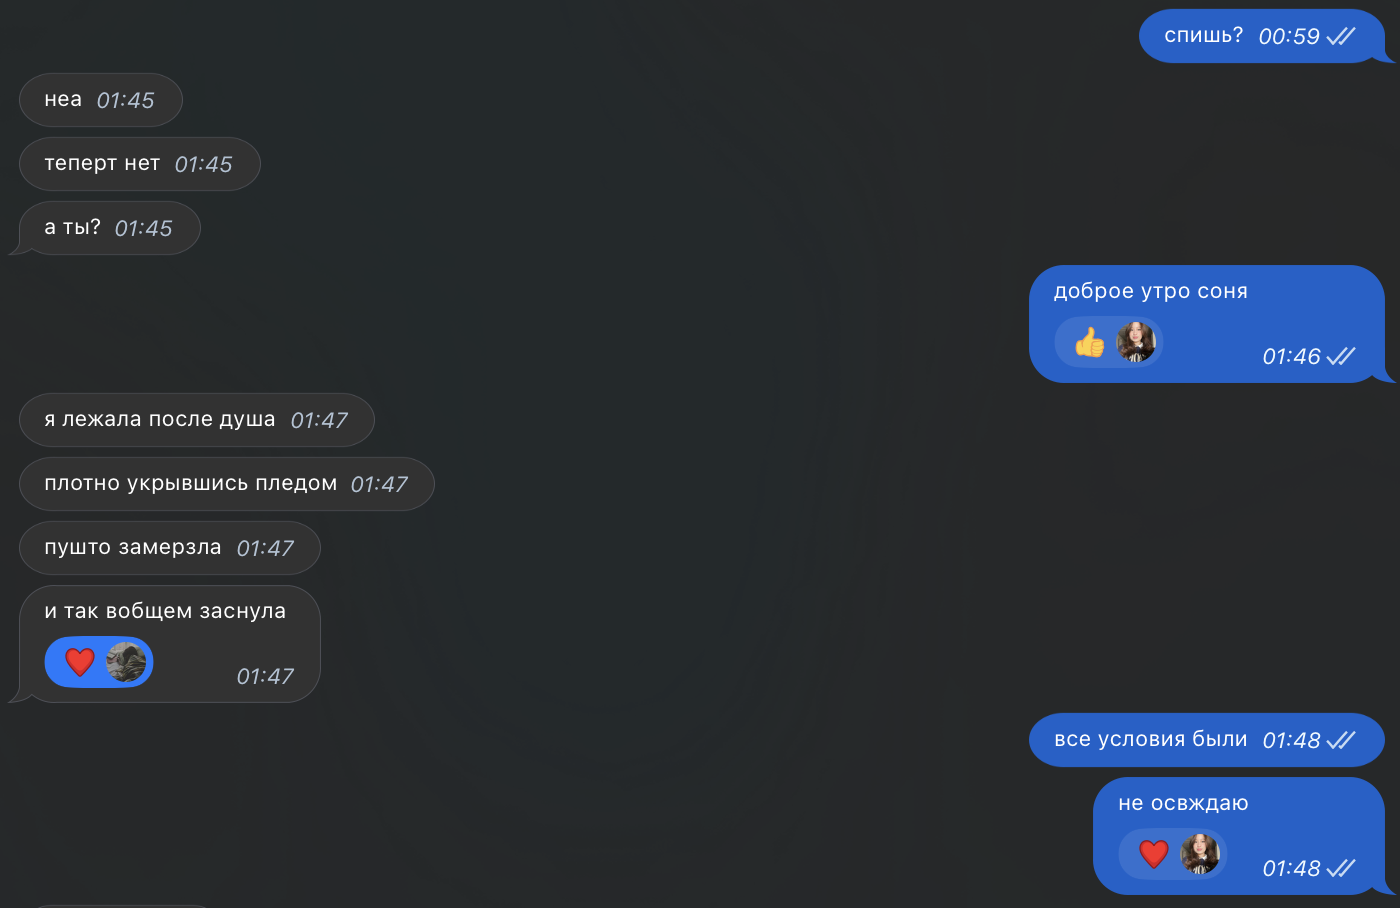 спишь? 00:59
неа 01:45
теперт нет 01:45
а ты? 01:45
доброе утро соня
01:46
я лежала после душа 01:47
плотно укрывшись пледом 01:47
пушто замерзла 01:47
и так вобщем заснула
01:47
все условия были 01:48
не освждаю
01:48